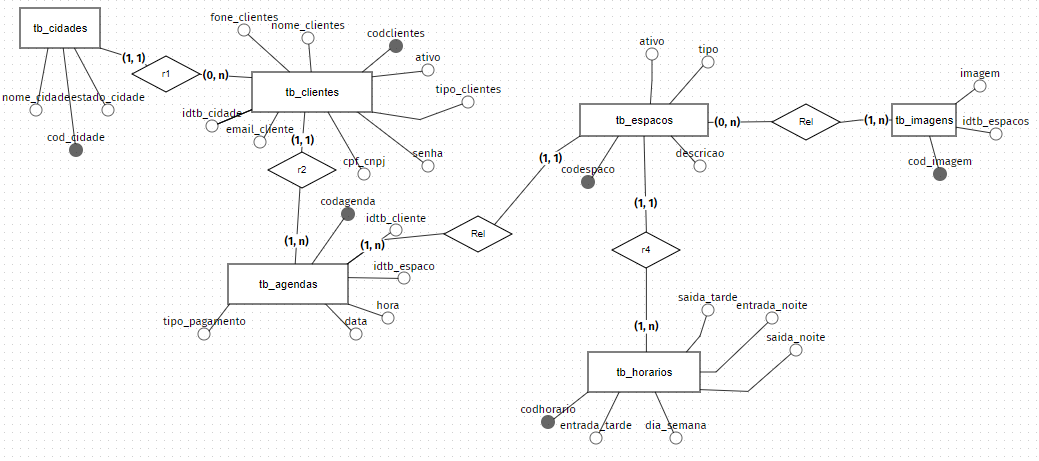 fone_clientes
tb_cidades
nome_clientes
codclientes
ativo
tipo_clientes
(1, 1)
r1
(0, n)
tb_clientes
nome_cidade
estado_cidade
cod_cidade
idtb_cidade
email_cliente
(1, 1)
r2
cpf_cnpj
senha
ativo
tipo
imagem
tb_espacos
(0, n)
Rel
(1, n)
tb_imagens
idtb_espacos
cod_imagem
(1, 1)
codespaco
descricao
codagenda
idtb_cliente
Rel
(1, n)
(1, n)
idtb_espaco
tb_agendas
hora
tipo_pagamento
data
(1, 1)
r4
(1, n)
saida_tarde
entrada_noite
saida_noite
tb_horarios
codhorario
entrada_tarde
dia_semana